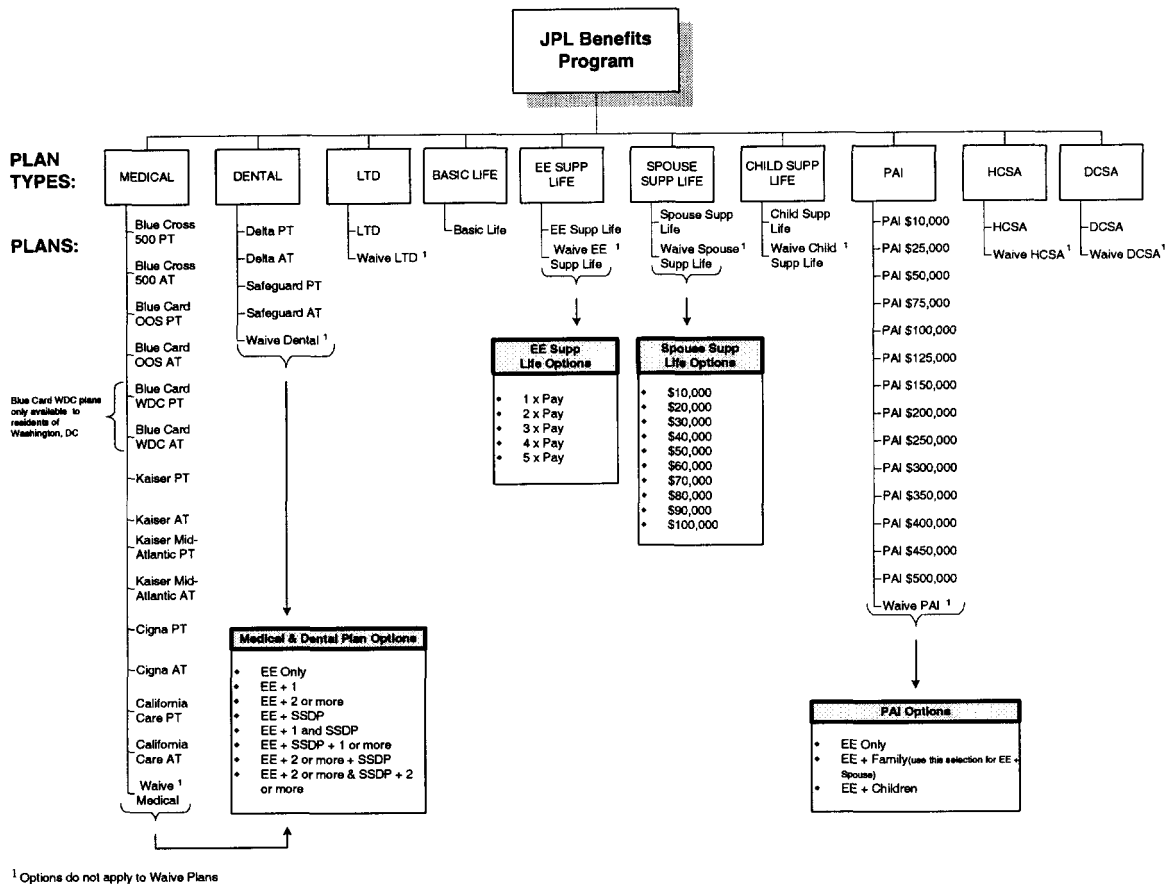 JPL Benefits
Program
PLAN
TYPES:
MEDICAL
DENTAL
LTD
BASIC LIFE
EE SUPP
LIFE
SPOUSE
SUPP LIFE
CHILD SUPP
LIFE
PAI
HCSA
DCSA
PLANS:
Blue Cross
500 PT
Blue Cross
500 AT
Blue Card
OOS PT
Blue Card
OOS AT
Blue Card
WDC PT
Blue Card
WDC AT
Kaiser PT
Kaiser AT
Kaiser Mid-
Atlantic PT
Kaiser Mid-
Atlantic AT
Cigna PT
Cigna AT
California
Care PT
California
Care AT
Waive 1
Medical
Blue Card WDC plans
only available to
residents of
Washington, DC
Delta PT
Delta AT
Safeguard PT
Safeguard AT
Waive Dental 1
LTD
Waive LTD 1
Basic Life
EE Supp Life
Waive EE 1
Supp Life
Spouse Supp
Life
Waive Spouse 1
Supp Life
Child Supp
Life
Waive Child 1
Supp Life
PAI $10,000
PAI $25,000
PAI $50,000
PAI $75,000
PAI $100,000
PAI $125,000
PAI $150,000
PAI $200,000
PAI $250,000
PAI $300,000
PAI $350,000
PAI $400,000
PAI $450,000
PAI $500,000
Waive PAI 1
HCSA
Waive HCSA 1
DCSA
Waive DCSA 1
EE Supp
Life Options
• 1 x Pay
• 2 x Pay
• 3 x Pay
• 4 x Pay
• 5 x Pay
Spouse Supp
Life Options
• $10,000
• $20,000
• $30,000
• $40,000
• $50,000
• $60,000
• $70,000
• $80,000
• $90,000
• $100,000
Medical & Dental Plan Options
• EE Only
• EE + 1
• EE + 2 or more
• EE + SSDP
• EE + 1 and SSDP
• EE + SSDP + 1 or more
• EE + 2 or more + SSDP
• EE + 2 or more & SSDP + 2
or more
PAI Options
• EE Only
• EE + Family(use this selection for EE +
Spouse)
• EE + Children
1 Options do not apply to Waive Plans